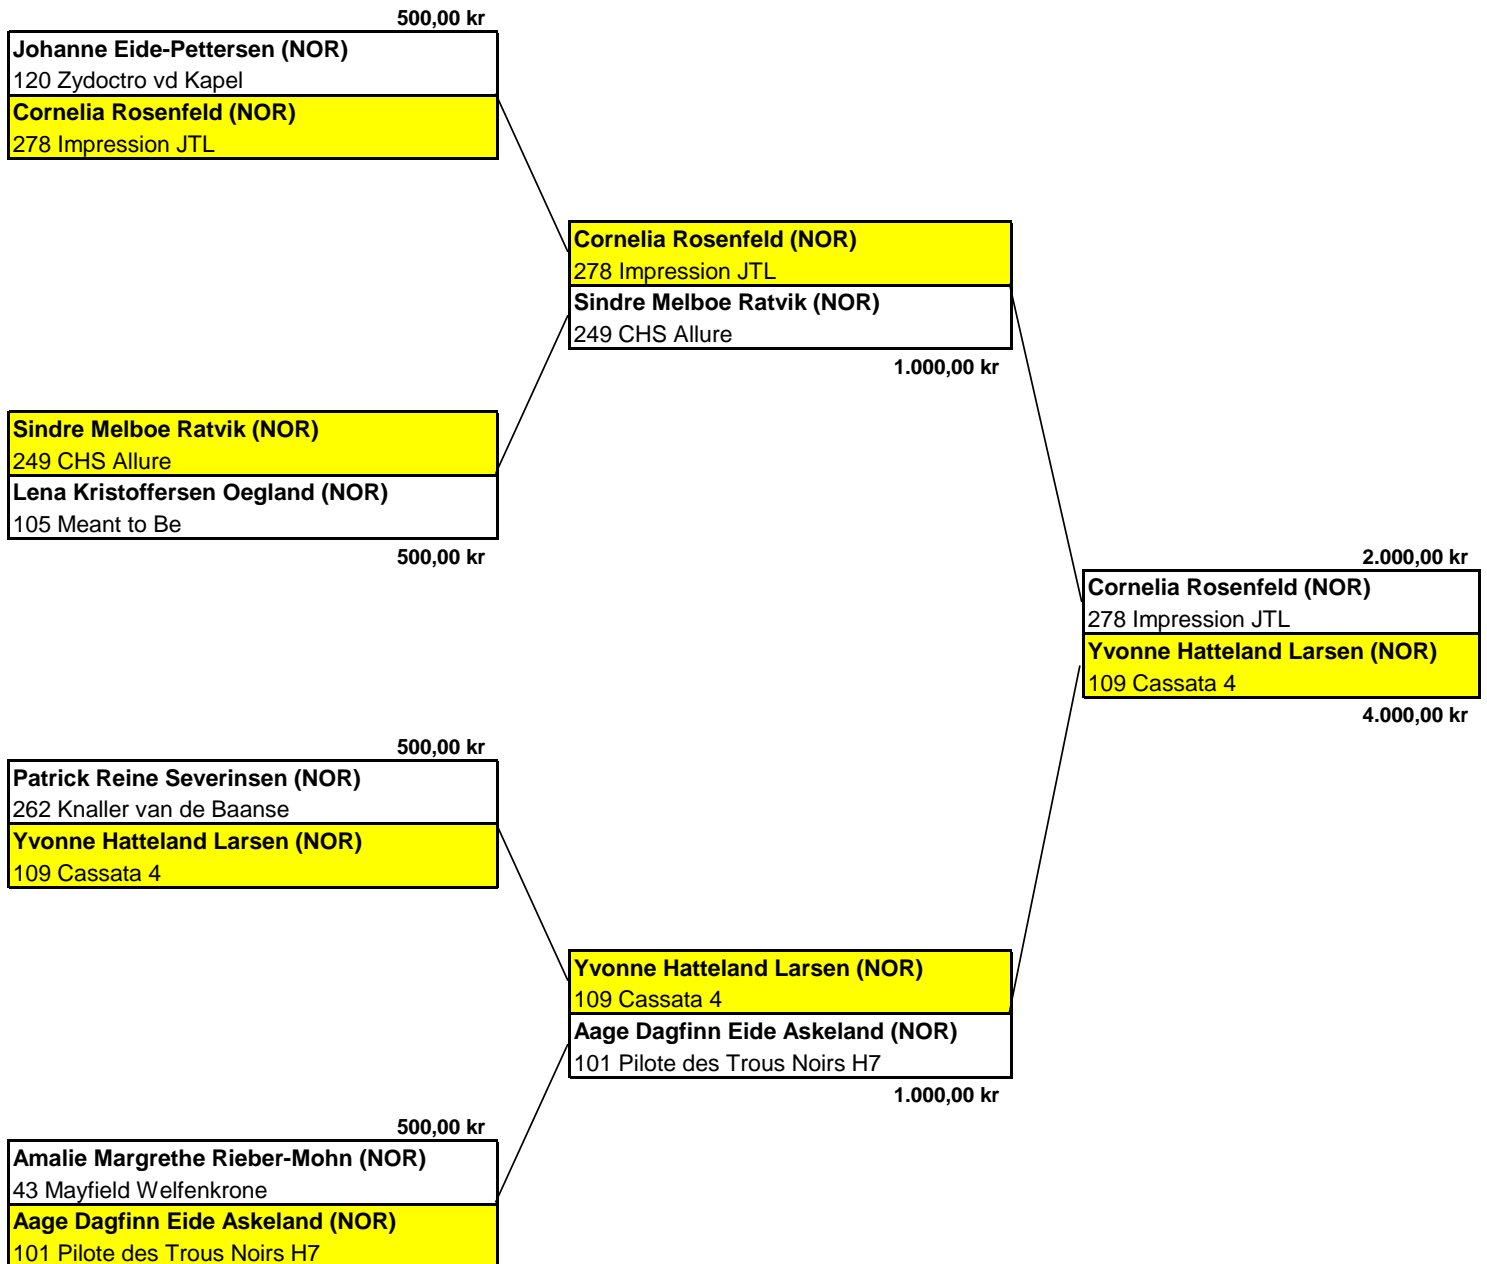 500,00 kr
Johanne Eide-Pettersen (NOR)
120 Zydoctro vd Kapel
Cornelia Rosenfeld (NOR)
278 Impression JTL
Cornelia Rosenfeld (NOR)
278 Impression JTL
Sindre Melboe Ratvik (NOR)
249 CHS Allure
1.000,00 kr
Sindre Melboe Ratvik (NOR)
249 CHS Allure
Lena Kristoffersen Oegland (NOR)
105 Meant to Be
500,00 kr
2.000,00 kr
Cornelia Rosenfeld (NOR)
278 Impression JTL
Yvonne Hatteland Larsen (NOR)
109 Cassata 4
4.000,00 kr
500,00 kr
Patrick Reine Severinsen (NOR)
262 Knaller van de Baanse
Yvonne Hatteland Larsen (NOR)
109 Cassata 4
Yvonne Hatteland Larsen (NOR)
109 Cassata 4
Aage Dagfinn Eide Askeland (NOR)
101 Pilote des Trous Noirs H7
1.000,00 kr
500,00 kr
Amalie Margrethe Rieber-Mohn (NOR)
43 Mayfield Welfenkrone
Aage Dagfinn Eide Askeland (NOR)
101 Pilote des Trous Noirs H7